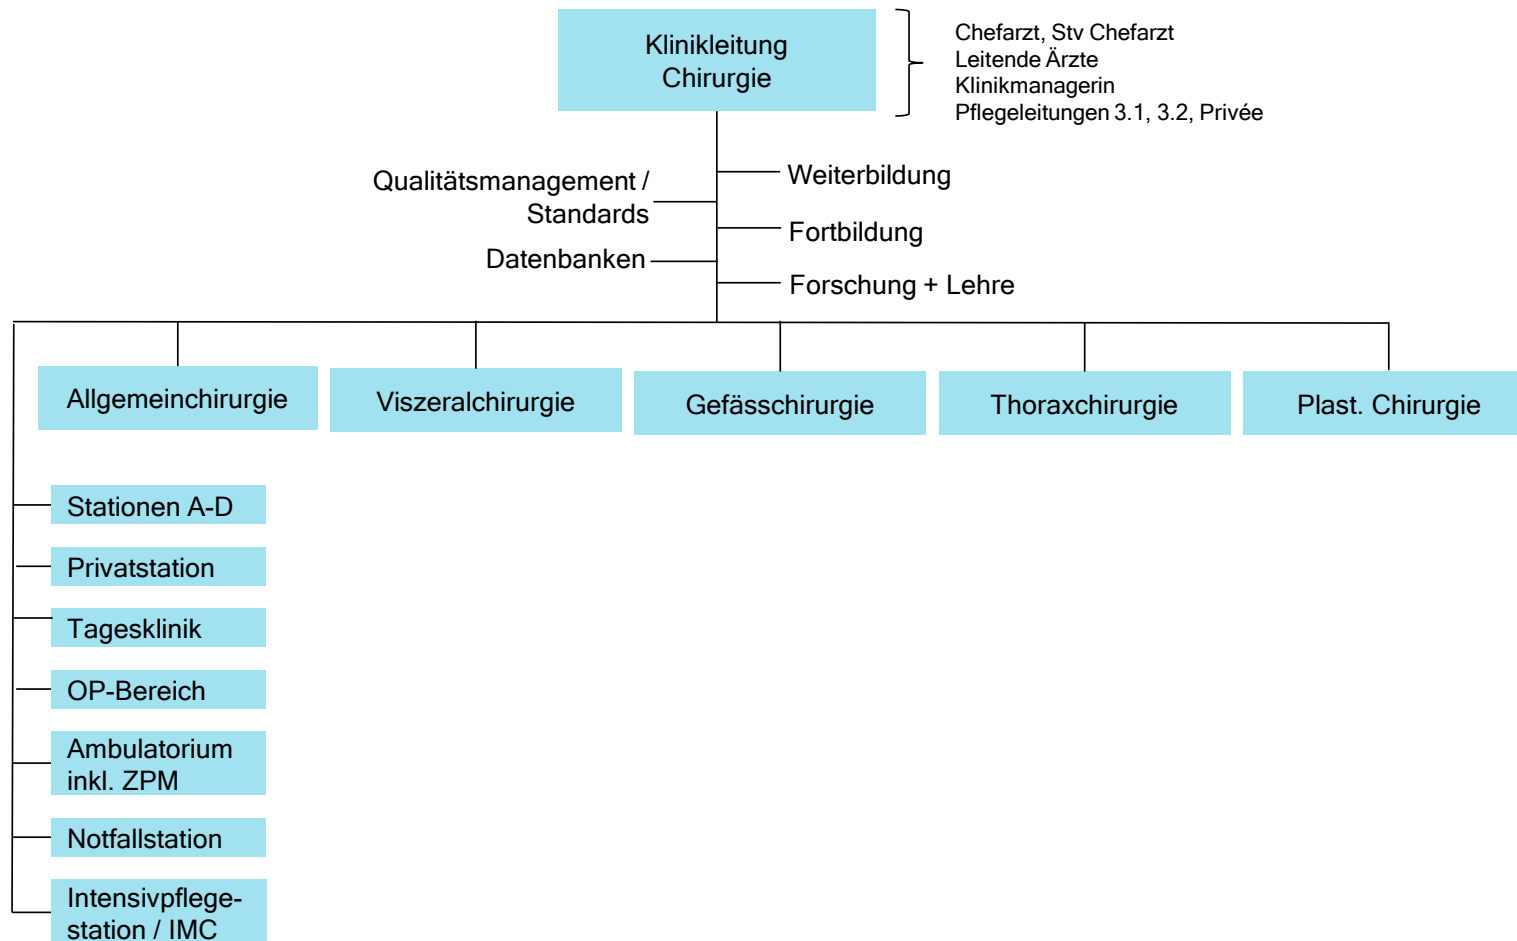 Klinikleitung
Chirurgie
Chefarzt, Stv Chefarzt
Leitende Ärzte
Klinikmanagerin
Pflegeleitungen 3.1, 3.2, Privée
Qualitätsmanagement /
Standards
Datenbanken
Weiterbildung
Fortbildung
Forschung + Lehre
Allgemeinchirurgie
Viszeralchirurgie
Gefässchirurgie
Thoraxchirurgie
Plast. Chirurgie
Stationen A-D
Privatstation
Tagesklinik
OP-Bereich
Ambulatorium
inkl. ZPM
Notfallstation
Intensivpflege-
station / IMC